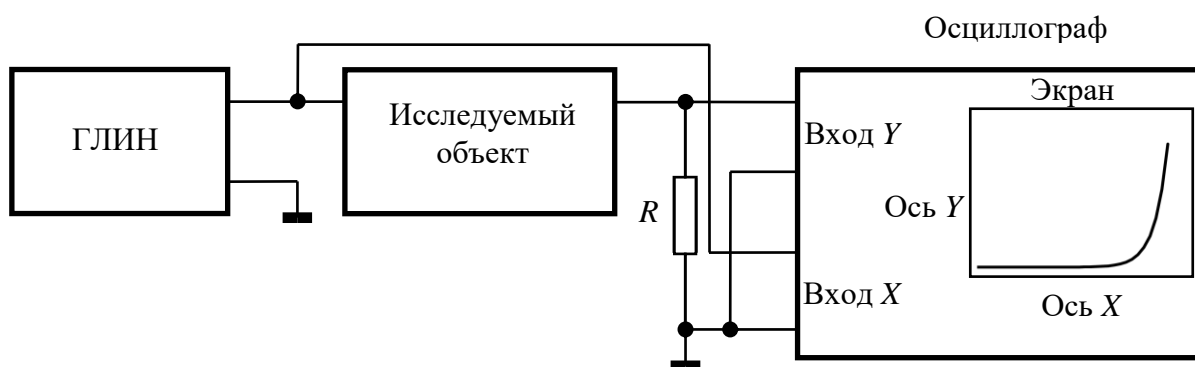 Осциллограф
ГЛИН
Исследуемый
объект
R
Вход Y
Вход X
Экран
Ось Y
Ось X